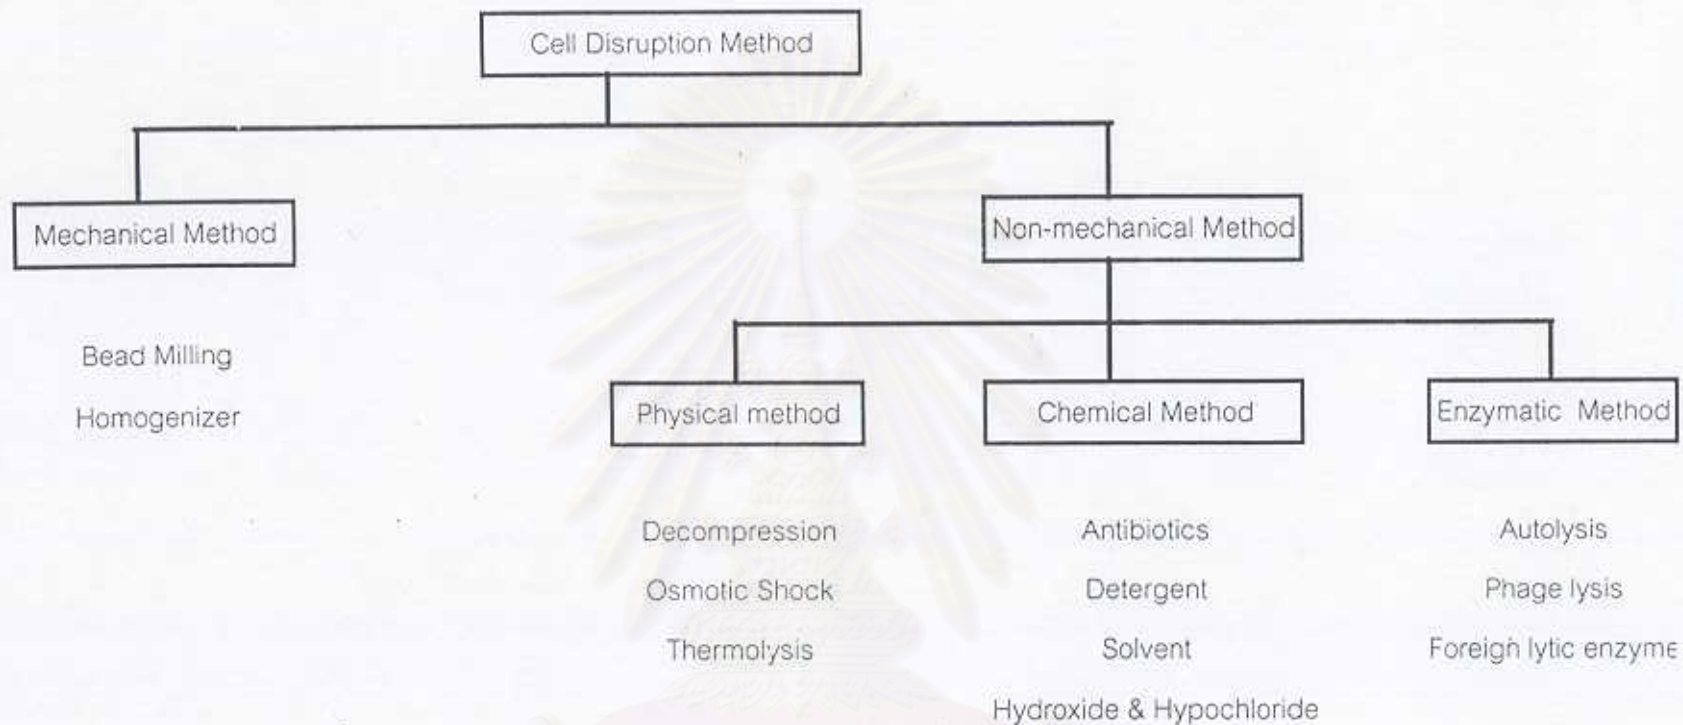 Cell Disruption Method
Mechanical Method
Non-mechanical Method
Bead Milling
Homogenizer
Physical method
Chemical Method
Enzymatic Method
Decompression
Antibiotics
Autolysis
Osmotic Shock
Detergent
Phage lysis
Thermolysis
Solvent
Foreign lytic enzyme
Hydroxide & Hypochloride